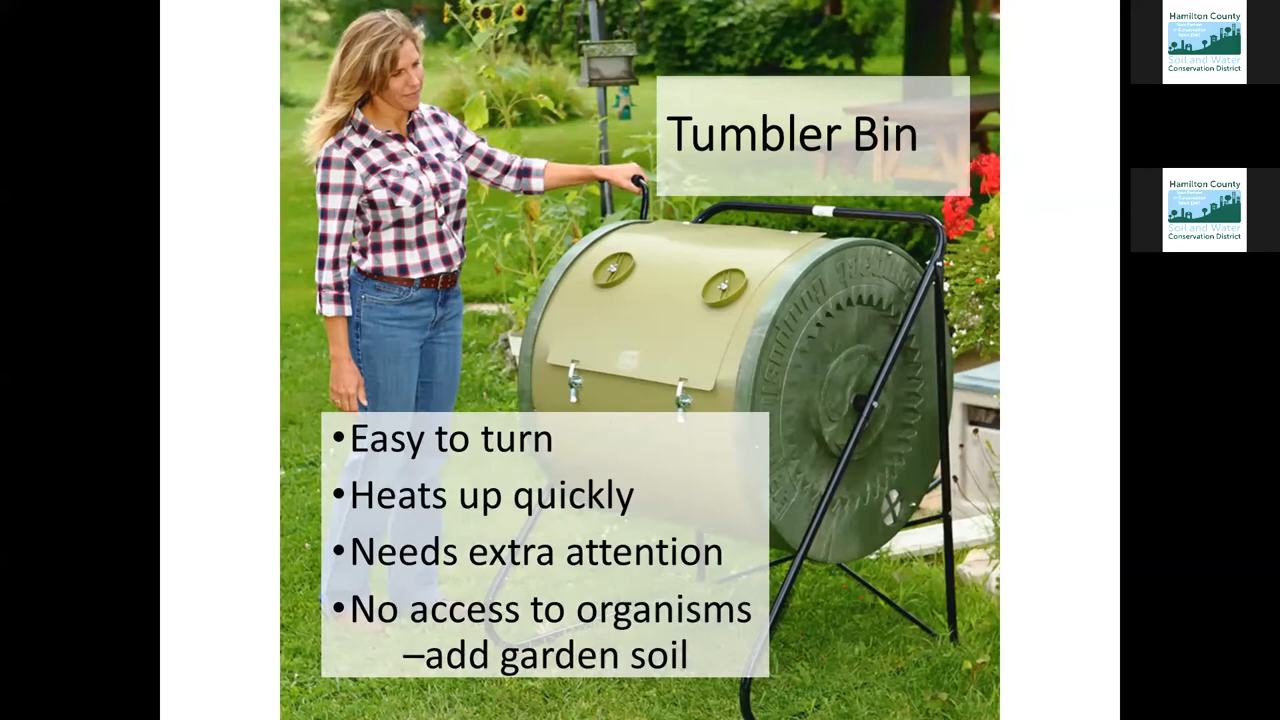 Tumbler Bin
•Easy to turn
•Heats up quickly
•Needs extra attention
•No access to organisms
–add garden soil
Hamilton County
Soil and Water
Conservation District
Hamilton County
Soil and Water
Conservation District